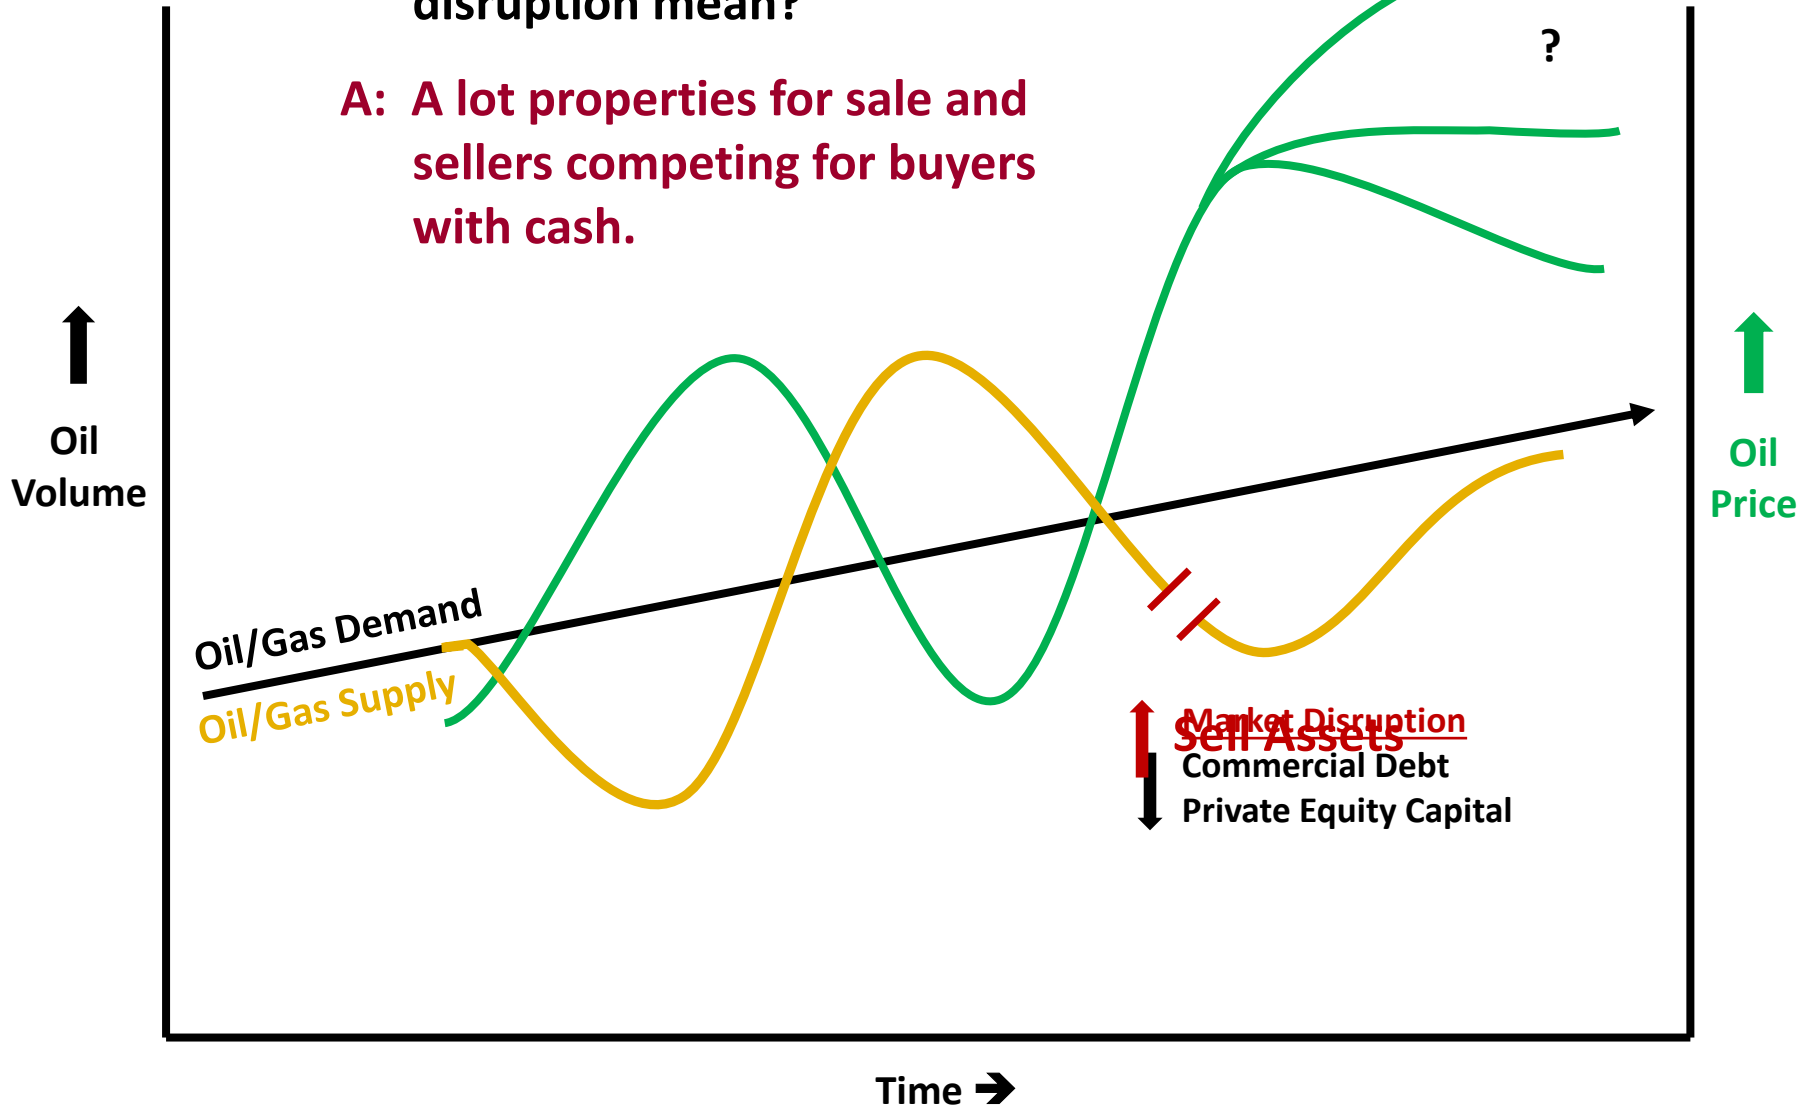 disruption mean?
?
A: A lot properties for sale and
sellers competing for buyers
with cash.
Oil
Volume
Oil
Price
Oil/Gas Demand
Oil/Gas Supply
Market Disruption
Sell Assets
Commercial Debt
Private Equity Capital
Time